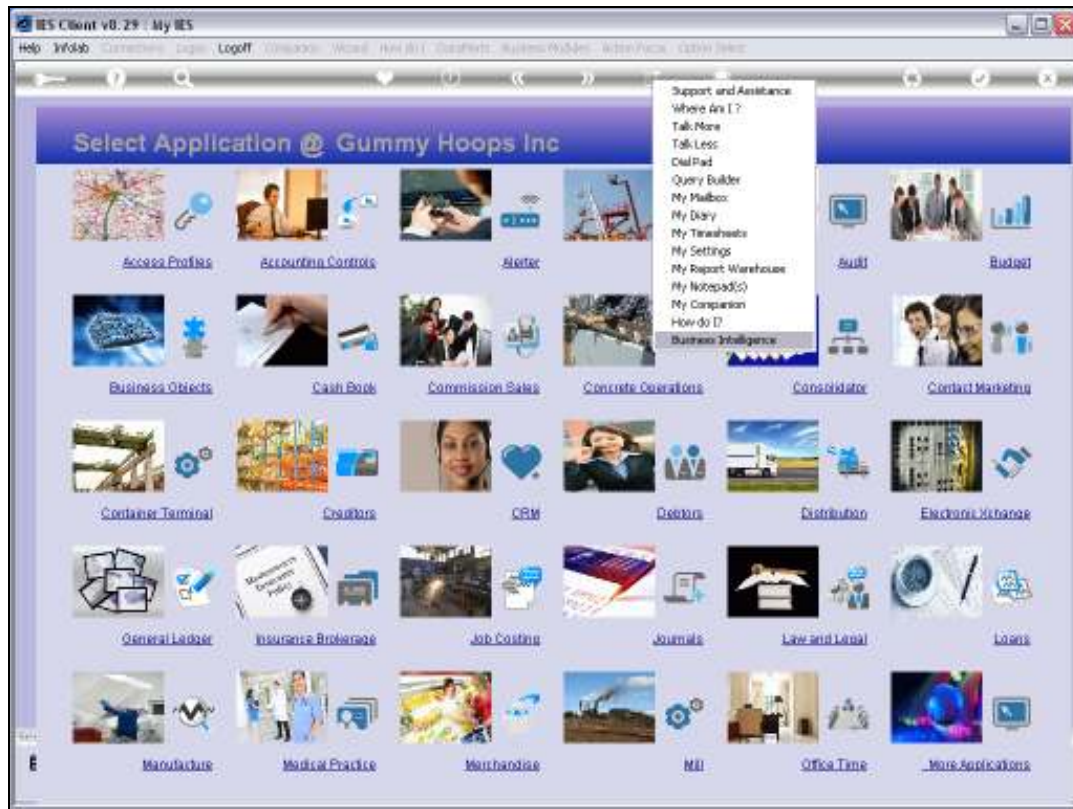 IES Client v8.29 : My IES
Help Infolab Logoff
Select Application @ Gummy Hoops Inc
Support and Assistance
Where Am I ?
Talk More
Talk Less
Dial Pad
Query Builder
My Mailbox
My Diary
My Timesheets
My Settings
My Report Warehouse
My Notepad(s)
My Companion
How do I?
Business Intelligence
Access Profiles Accounting Controls Alerter Audit Budget
Business Objects Cash Book Commission Sales Concrete Operations Consolidator Contact Marketing
Container Terminal Creditors CRM Debtors Distribution Electronic Xchange
General Ledger Insurance Brokerage Job Costing Journals Law and Legal Loans
Manufacture Medical Practice Merchandise Mill Office Time ...More Applications